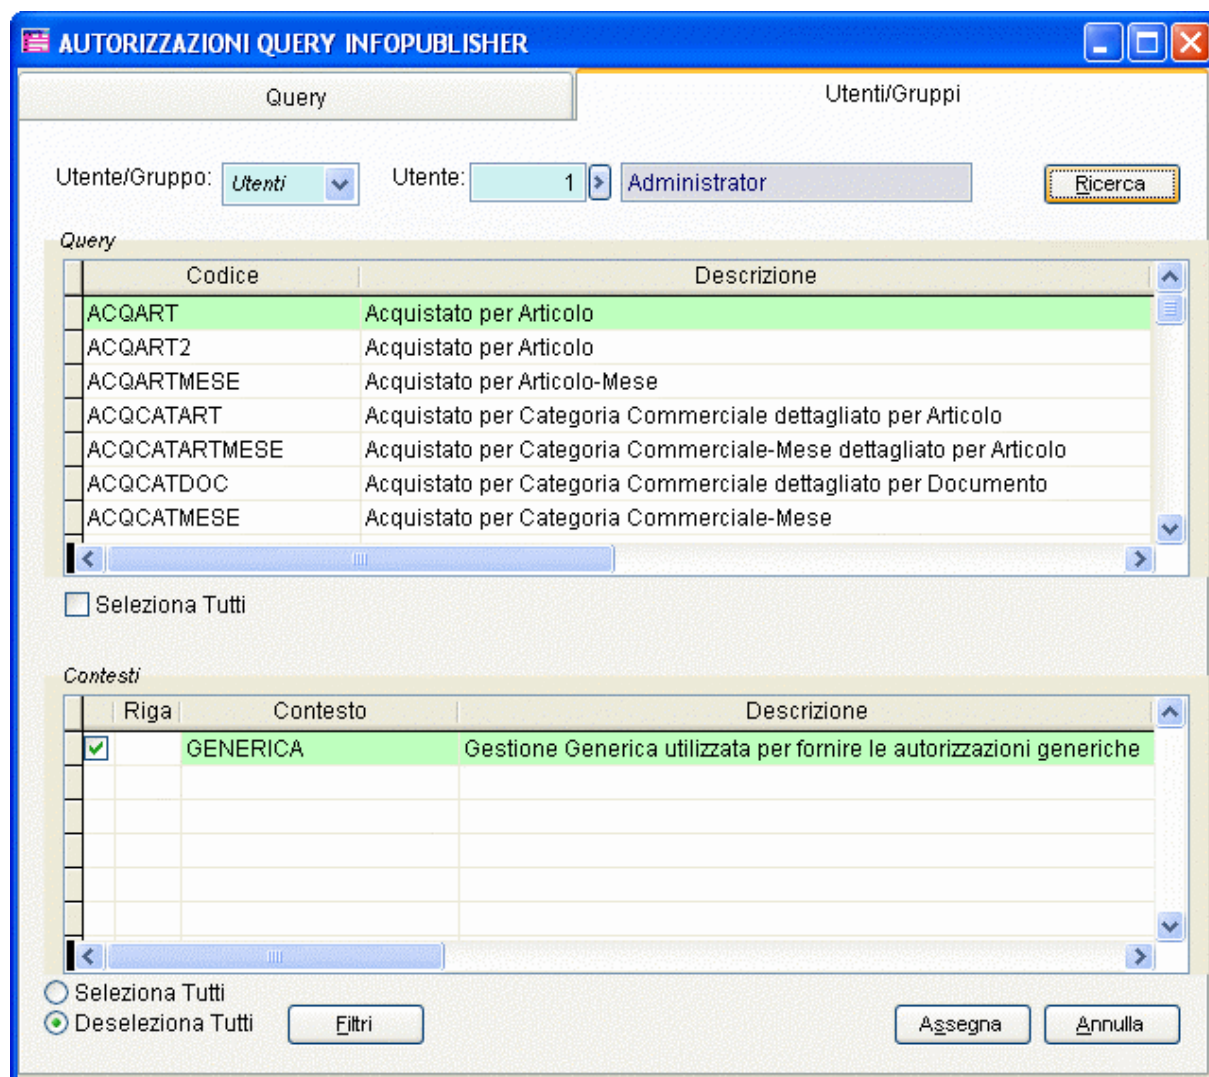 AUTORIZZAZIONI QUERY INFOPUBLISHER
Query Utenti/Gruppi
Utente/Gruppo: Utenti Utente: 1 Administrator Ricerca
Query
Codice Descrizione
ACQART Acquistato per Articolo
ACQART2 Acquistato per Articolo
ACQARTMESE Acquistato per Articolo-Mese
ACQCATART Acquistato per Categoria Commerciale dettagliato per Articolo
ACQCATARTMESE Acquistato per Categoria Commerciale-Mese dettagliato per Articolo
ACQCATDOC Acquistato per Categoria Commerciale dettagliato per Documento
ACQCATMESE Acquistato per Categoria Commerciale-Mese
Seleziona Tutti
Contesti
Riga Contesto Descrizione
GENERICA Gestione Generica utilizzata per fornire le autorizzazioni generiche
Seleziona Tutti
Deseleziona Tutti Filtri Assegna Annulla